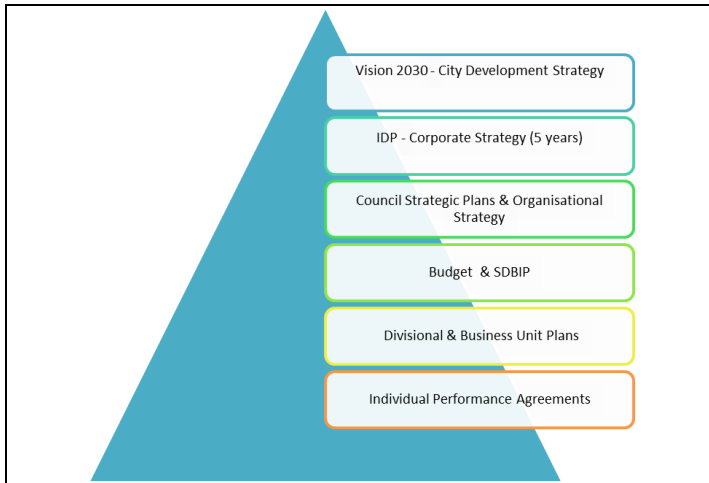 Vision 2030 - City Development Strategy
IDP - Corporate Strategy (5 years)
Council Strategic Plans & Organisational
Strategy
Budget & SDBIP
Divisional & Business Unit Plans
Individual Performance Agreements